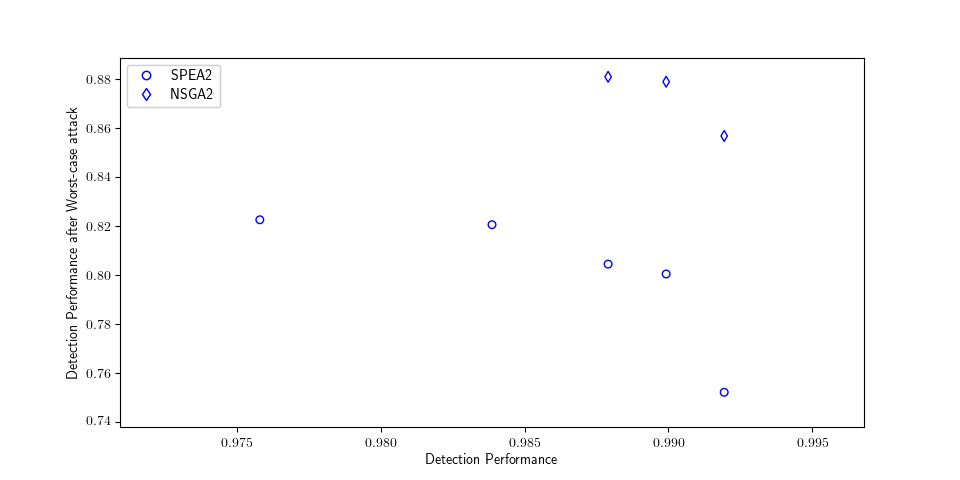 SPEA2
NSGA2
0.88
0.86
0.84
0.82
0.80
0.78
0.76
0.74
Detection Performance after Worst-case attack
0.975 0.980 0.985 0.990 0.995
Detection Performance